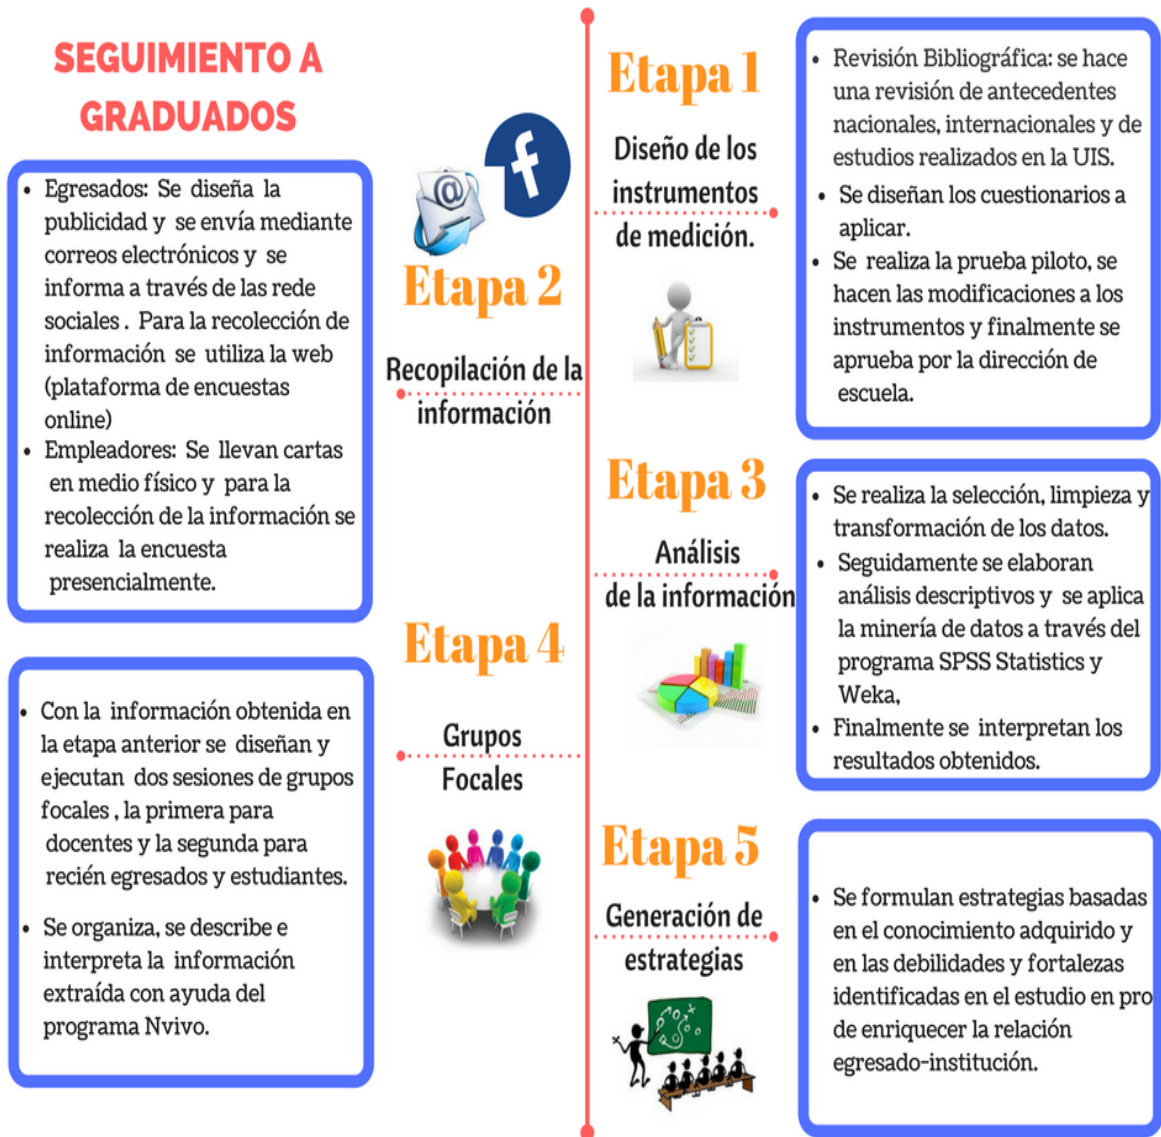 SEGUIMIENTO A
GRADUADOS
Etapa 1
Diseño de los
instrumentos
de medición.
• Revisión Bibliográfica: se hace
una revisión de antecedentes
nacionales, internacionales y de
estudios realizados en la UIS.
• Se diseñan los cuestionarios a
aplicar.
• Se realiza la prueba piloto, se
hacen las modificaciones a los
instrumentos y finalmente se
aprueba por la dirección de
escuela.
Etapa 2
Recopilación de la
información
• Egresados: Se diseña la
publicidad y se envía mediante
correos electrónicos y se
informa a través de las rede
sociales . Para la recolección de
información se utiliza la web
(plataforma de encuestas
online)
• Empleadores: Se llevan cartas
en medio físico y para la
recolección de la información se
realiza la encuesta
presencialmente.
Etapa 3
Análisis
de la información
• Se realiza la selección, limpieza y
transformación de los datos.
• Seguidamente se elaboran
análisis descriptivos y se aplica
la minería de datos a través del
programa SPSS Statistics y
Weka,
• Finalmente se interpretan los
resultados obtenidos.
Etapa 4
Grupos
Focales
• Con la información obtenida en
la etapa anterior se diseñan y
ejecutan dos sesiones de grupos
focales , la primera para
docentes y la segunda para
recién egresados y estudiantes.
• Se organiza, se describe e
interpreta la información
extraída con ayuda del
programa Nvivo.
Etapa 5
Generación de
estrategias
• Se formulan estrategias basadas
en el conocimiento adquirido y
en las debilidades y fortalezas
identificadas en el estudio en pro
de enriquecer la relación
egresado-institución.